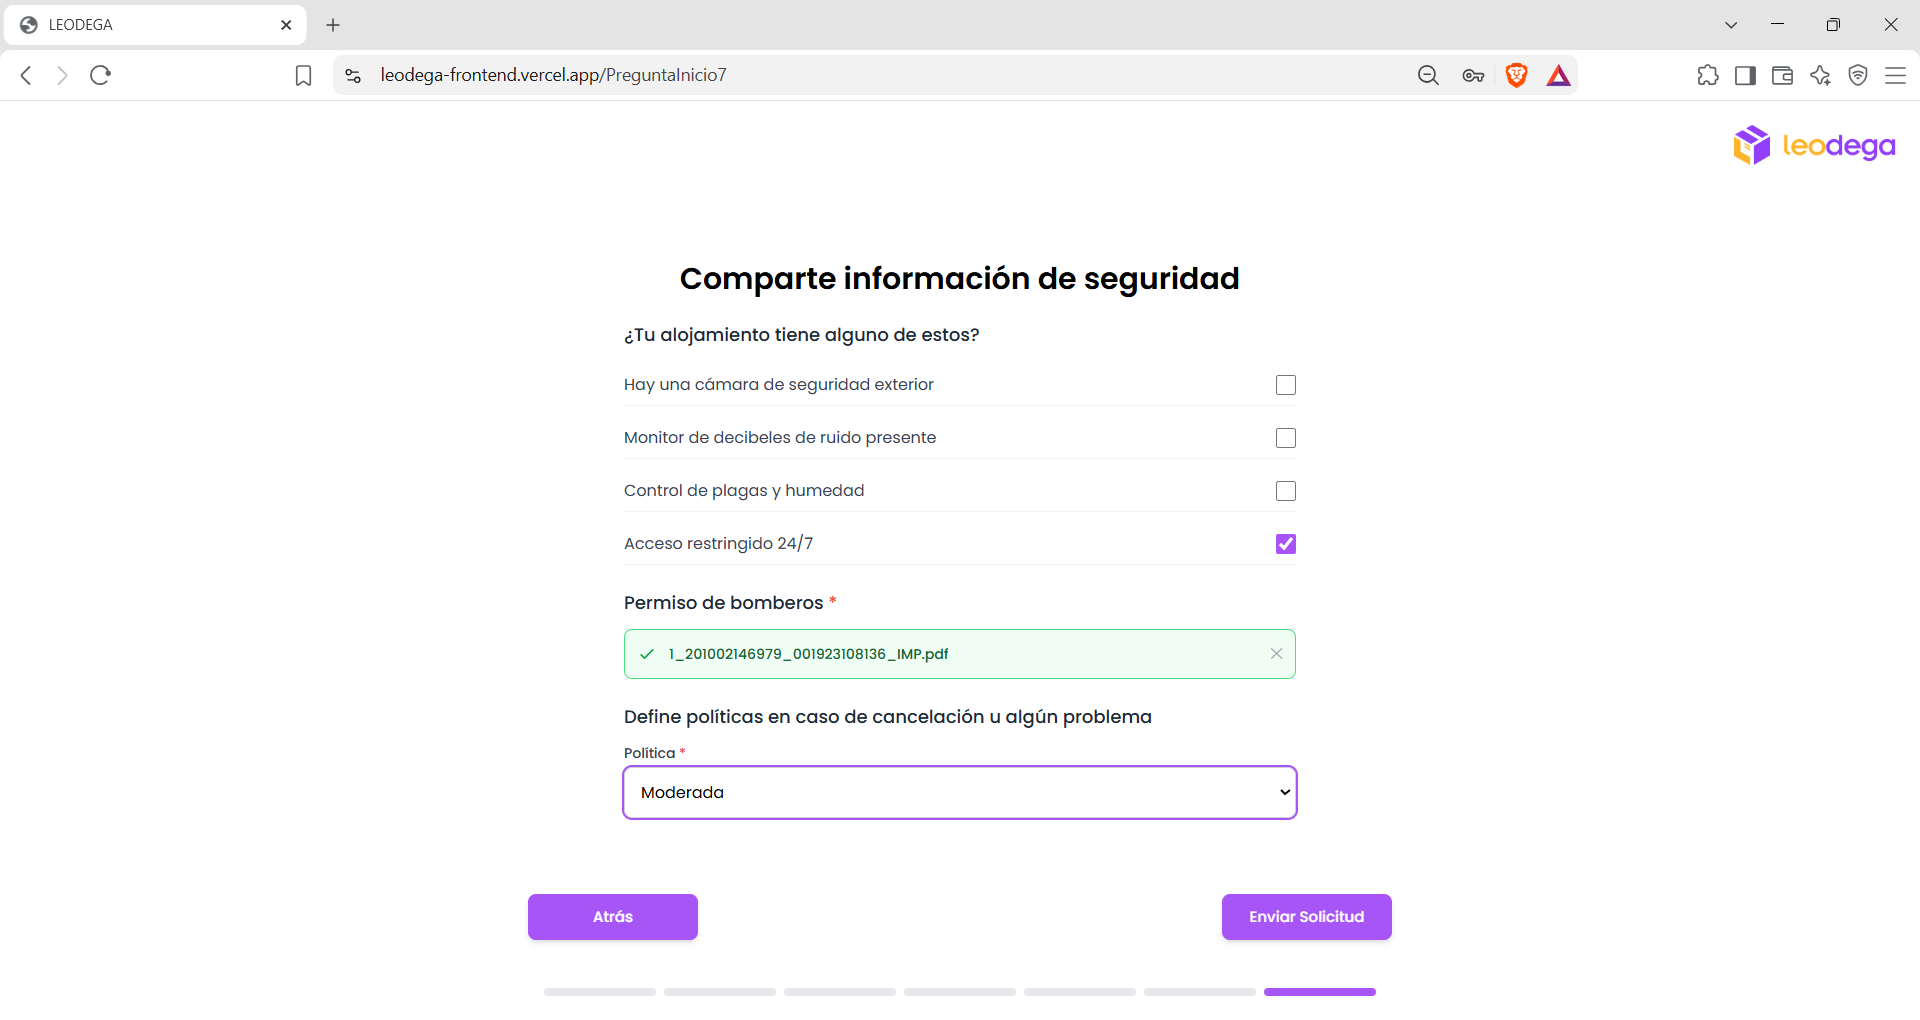 LEODEGA
leodega-frontend.vercel.app/PreguntaInicio7
leodega
Comparte información de seguridad
¿Tu alojamiento tiene alguno de estos?
Hay una cámara de seguridad exterior
Monitor de decibeles de ruido presente
Control de plagas y humedad
Acceso restringido 24/7
Permiso de bomberos *
1_201002146979_001923108136_IMP.pdf
Define políticas en caso de cancelación u algún problema
Política *
Moderada
Atrás
Enviar Solicitud